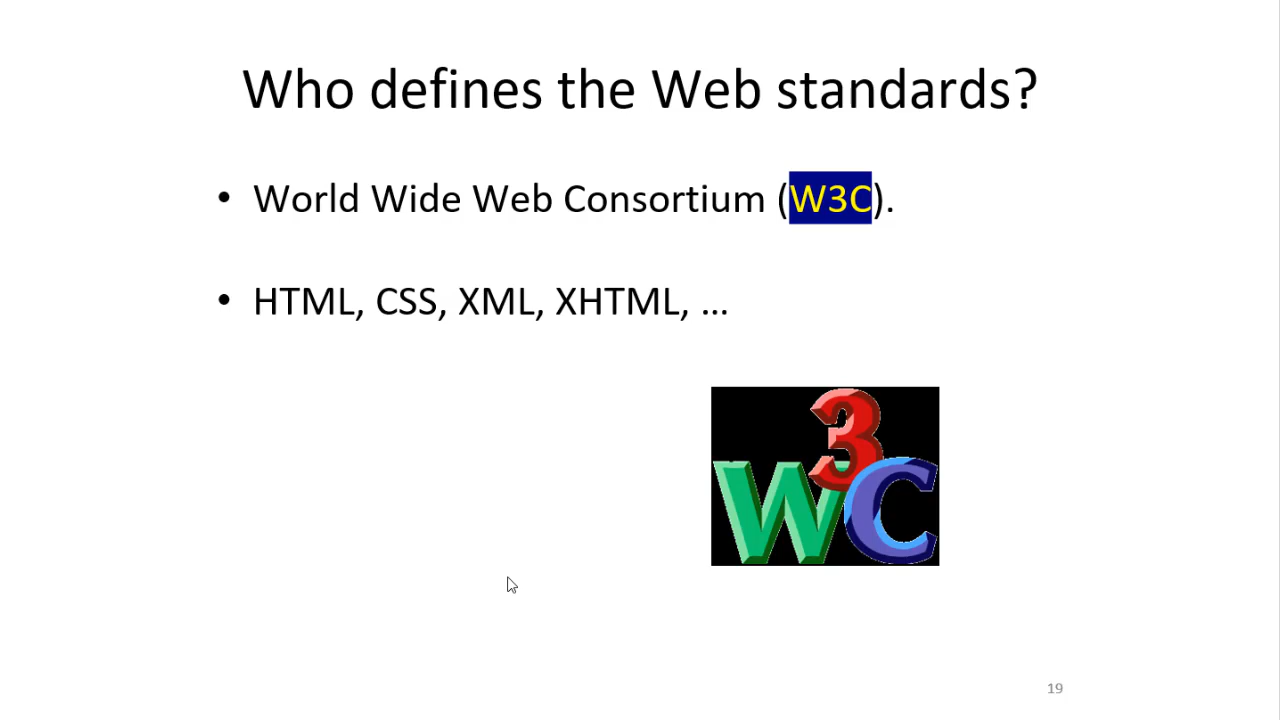 Who defines the Web standards?
• World Wide Web Consortium (W3C).
• HTML, CSS, XML, XHTML, ...
W3C
19